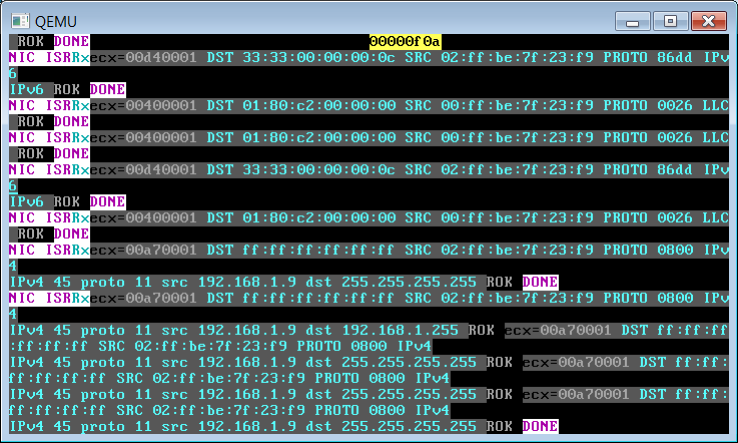 QEMU
ROK DONE 00000f0a
NIC ISRRxecx=00d40001 DST 33:33:00:00:00:0c SRC 02:ff:be:7f:23:f9 PROTO 86dd IPv
6
IPv6 ROK DONE
NIC ISRRxecx=00400001 DST 01:80:c2:00:00:00 SRC 00:ff:be:7f:23:f9 PROTO 0026 LLC
ROK DONE
NIC ISRRxecx=00400001 DST 01:80:c2:00:00:00 SRC 00:ff:be:7f:23:f9 PROTO 0026 LLC
ROK DONE
NIC ISRRxecx=00d40001 DST 33:33:00:00:00:0c SRC 02:ff:be:7f:23:f9 PROTO 86dd IPv
6
IPv6 ROK DONE
NIC ISRRxecx=00400001 DST 01:80:c2:00:00:00 SRC 00:ff:be:7f:23:f9 PROTO 0026 LLC
ROK DONE
NIC ISRRxecx=00a70001 DST ff:ff:ff:ff:ff:ff SRC 02:ff:be:7f:23:f9 PROTO 0800 IPv
4
IPv4 45 proto 11 src 192.168.1.9 dst 255.255.255.255 ROK DONE
NIC ISRRxecx=00a70001 DST ff:ff:ff:ff:ff:ff SRC 02:ff:be:7f:23:f9 PROTO 0800 IPv
4
IPv4 45 proto 11 src 192.168.1.9 dst 192.168.1.255 ROK ecx=00a70001 DST ff:ff:ff
:ff:ff:ff SRC 02:ff:be:7f:23:f9 PROTO 0800 IPv4
IPv4 45 proto 11 src 192.168.1.9 dst 255.255.255.255 ROK ecx=00a70001 DST ff:ff:
ff:ff:ff:ff SRC 02:ff:be:7f:23:f9 PROTO 0800 IPv4
IPv4 45 proto 11 src 192.168.1.9 dst 255.255.255.255 ROK ecx=00a70001 DST ff:ff:
ff:ff:ff:ff SRC 02:ff:be:7f:23:f9 PROTO 0800 IPv4
IPv4 45 proto 11 src 192.168.1.9 dst 255.255.255.255 ROK DONE